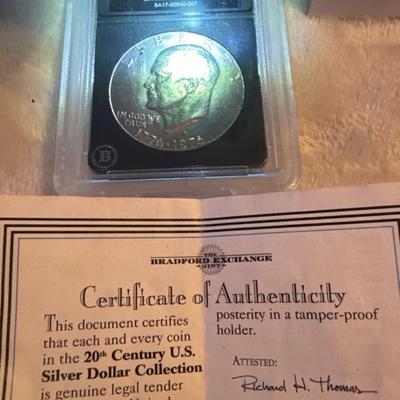 BA17-00040-007
LIBERTY
IN GOD WE
TRUST
1776·1976
B
THE
BRADFORD EXCHANGE
MINT
Certificate of Authenticity
This document certifies
that each and every coin
in the 20th Century U.S.
Silver Dollar Collection
is genuine legal tender
posterity in a tamper-proof
holder.
ATTESTED:
Richard H. Thomas